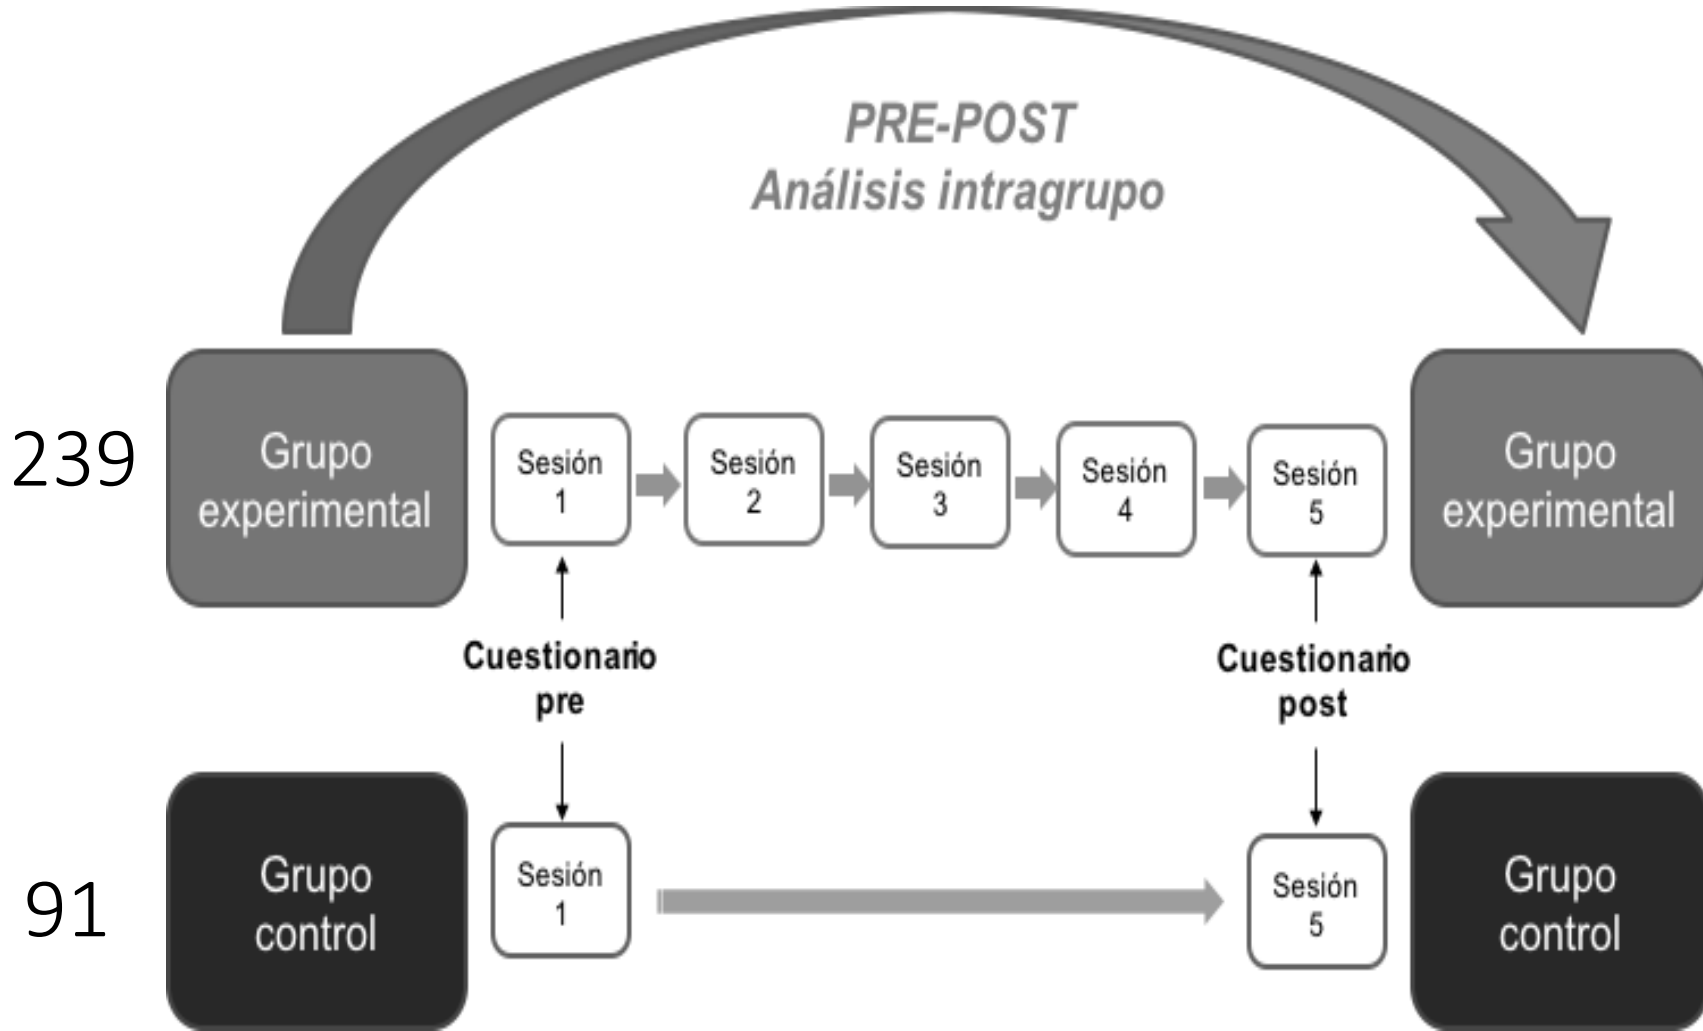 PRE-POST
Análisis intragrupo
239
Grupo
experimental
Sesión
1
Sesión
2
Sesión
3
Sesión
4
Sesión
5
Grupo
experimental
Cuestionario
pre
Cuestionario
post
91
Grupo
control
Sesión
1
Sesión
5
Grupo
control